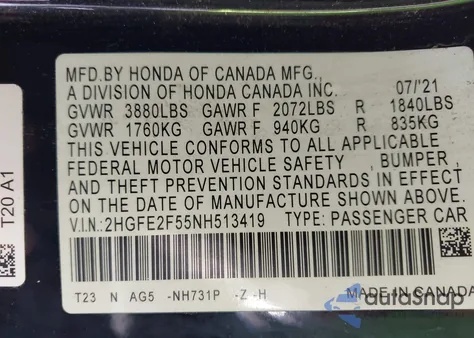 MFD.BY HONDA OF CANADA MFG.,
A DIVISION OF HONDA CANADA INC. 07/'21
GVWR 3880LBS GAWR F 2072LBS R 1840LBS
GVWR 1760KG GAWR F 940KG R 835KG
THIS VEHICLE CONFORMS TO ALL APPLICABLE
FEDERAL MOTOR VEHICLE SAFETY , BUMPER ,
AND THEFT PREVENTION STANDARDS IN EFFECT
ON THE DATE OF MANUFACTURE SHOWN ABOVE.
V.I.N.: 2HGFE2F55NH513419 TYPE: PASSENGER CAR
T23 N AG5 -NH731P -Z -H MADE IN CANADA
T20 A1
autoSnap